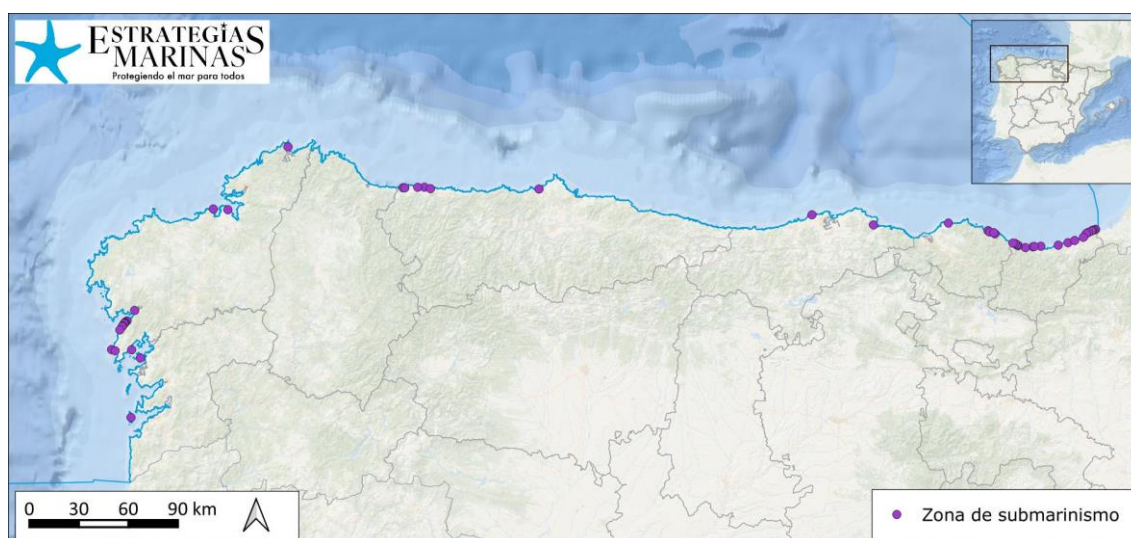 ESTRATEGIAS
MARINAS
Protegiendo el mar para todos
0 30 60 90 km
Zona de submarinismo